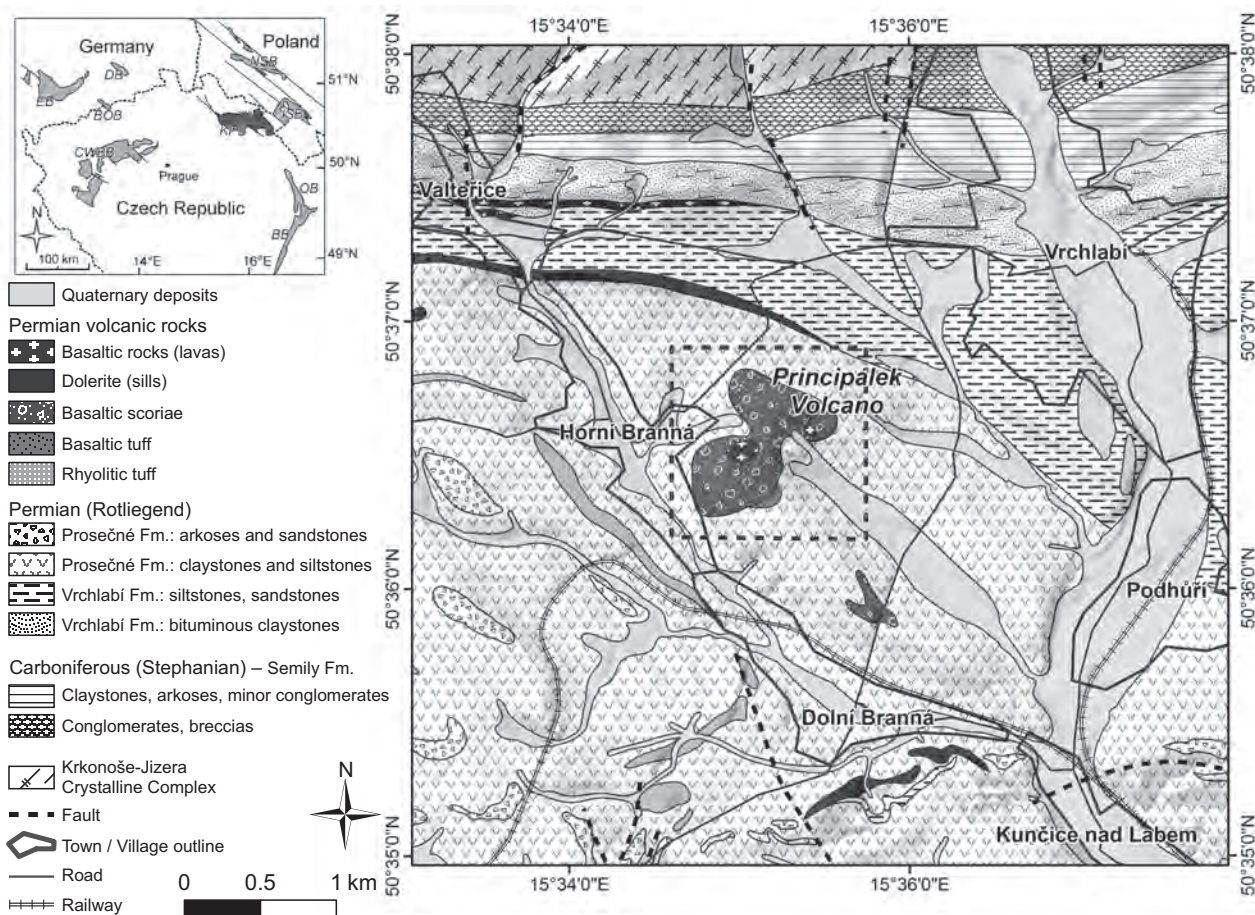 Germany
Poland
NSB
DB
51°N
EB
BOB
ISB
KPB
50°N
CWBB
Prague
OB
Czech Republic
N
BB
49°N
100 km
14°E
16°E
Quaternary deposits
Permian volcanic rocks
Basaltic rocks (lavas)
Dolerite (sills)
Basaltic scoriae
Basaltic tuff
Rhyolitic tuff
Permian (Rotliegend)
Prosečné Fm.: arkoses and sandstones
Prosečné Fm.: claystones and siltstones
Vrchlabí Fm.: siltstones, sandstones
Vrchlabí Fm.: bituminous claystones
Carboniferous (Stephanian) – Semily Fm.
Claystones, arkoses, minor conglomerates
Conglomerates, breccias
Krkonoše-Jizera
Crystalline Complex
Fault
Town / Village outline
Road
Railway
N
0 0.5 1 km
15°34'0"E
15°36'0"E
50°38'0"N
50°38'0"N
Valteřice
Vrchlabí
50°37'0"N
50°37'0"N
Principálek
Volcano
Horní Branná
50°36'0"N
50°36'0"N
Podhůří
Dolní Branná
Kunčice nad Labem
50°35'0"N
50°35'0"N
15°34'0"E
15°36'0"E